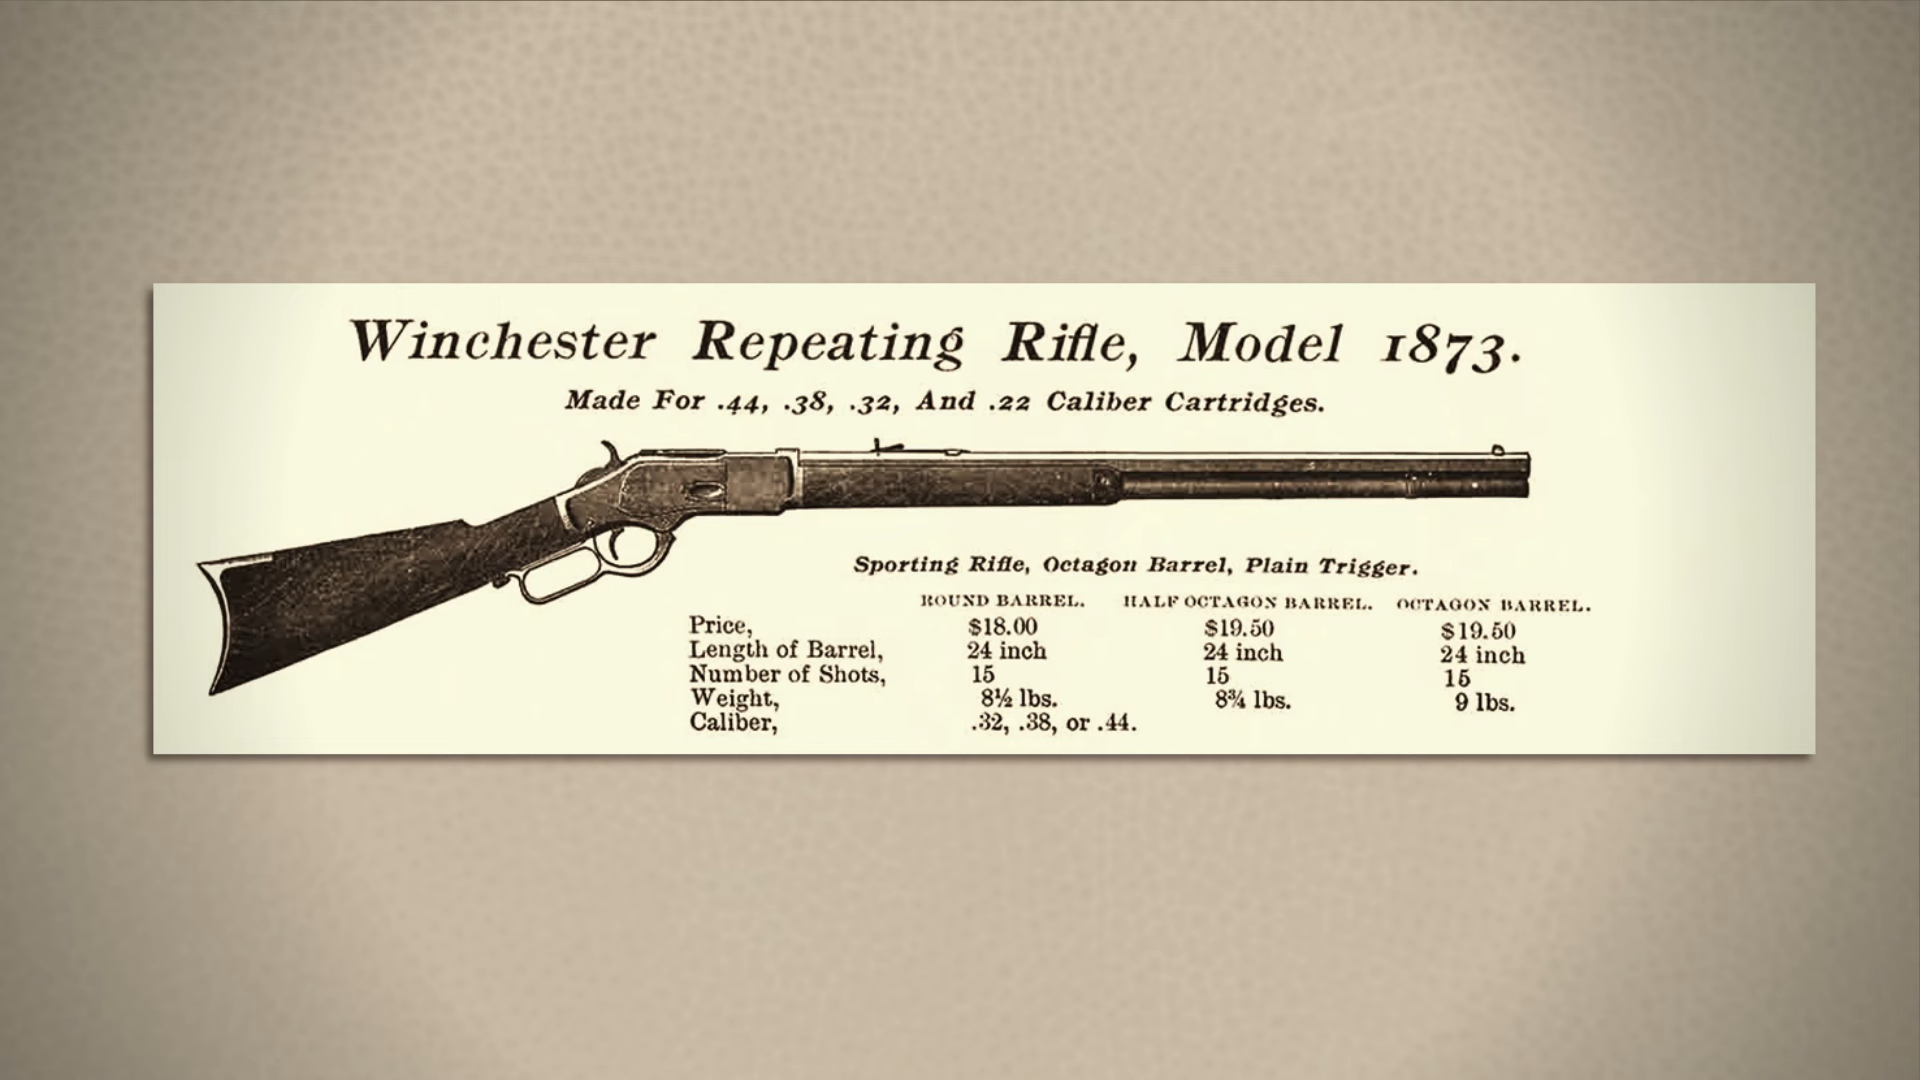 Winchester Repeating Rifle, Model 1873.
Made For .44, .38, .32, And .22 Caliber Cartridges.
Sporting Rifle, Octagon Barrel, Plain Trigger.
ROUND BARREL. HALF OCTAGON BARREL. OCTAGON BARREL.
Price, $18.00 $19.50 $19.50
Length of Barrel, 24 inch 24 inch 24 inch
Number of Shots, 15 15 15
Weight, 8½ lbs. 8¾ lbs. 9 lbs.
Caliber, .32, .38, or .44.